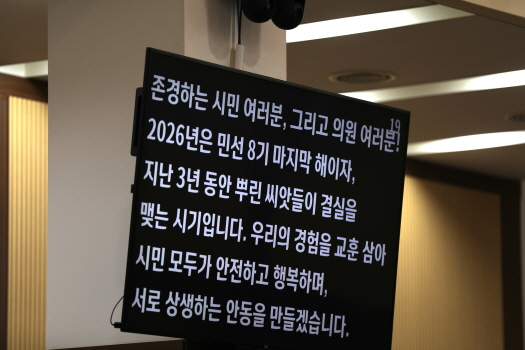 19
존경하는 시민 여러분, 그리고 의원 여러분!
2026년은 민선 8기 마지막 해이자,
지난 3년 동안 뿌린 씨앗들이 결실을
맺는 시기입니다. 우리의 경험을 교훈 삼아
시민 모두가 안전하고 행복하며,
서로 상생하는 안동을 만들겠습니다.